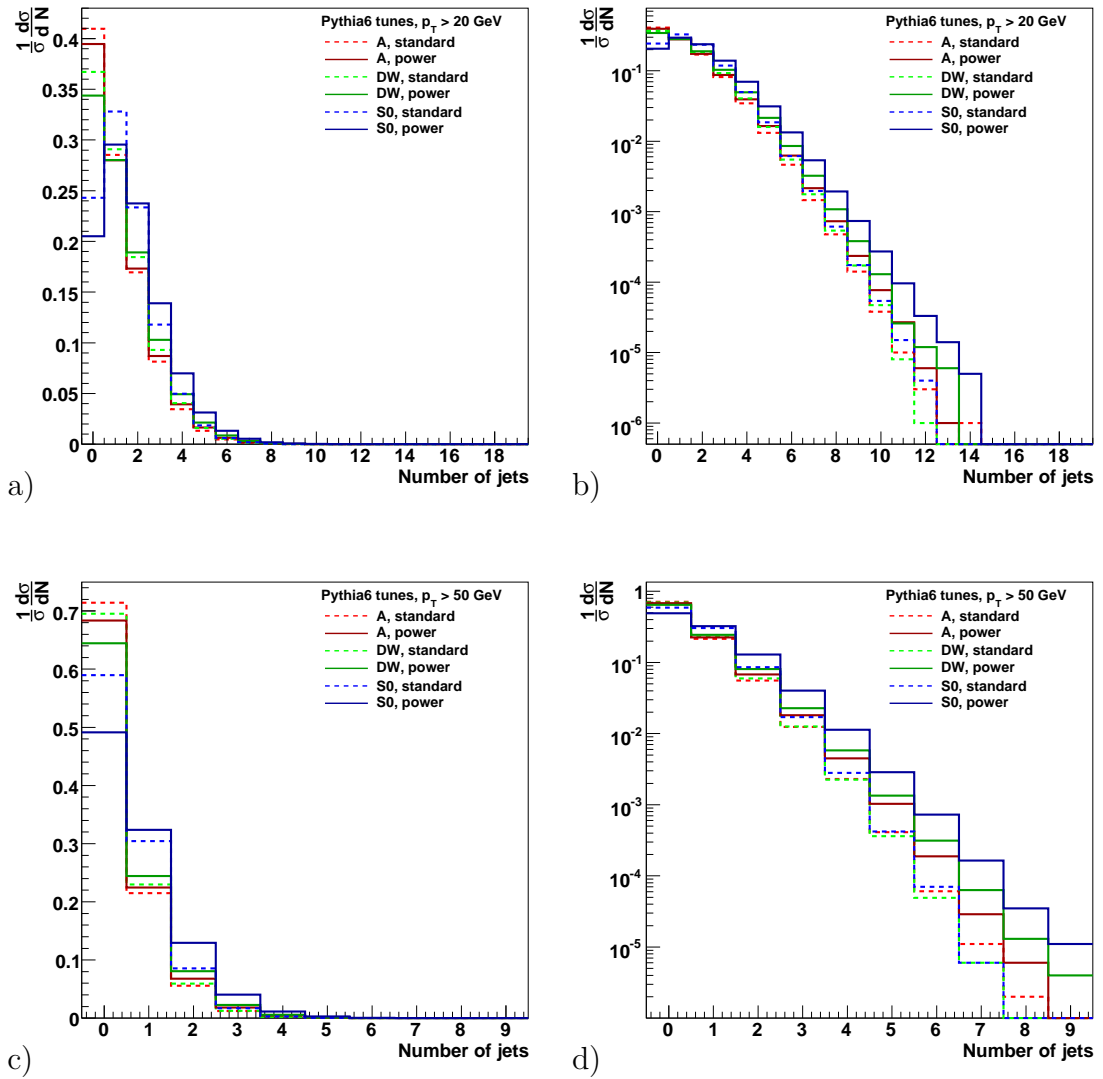 1/σ dσ/d N
Pythia6 tunes, p_T > 20 GeV
A, standard
A, power
DW, standard
DW, power
S0, standard
S0, power
0.4
0.35
0.3
0.25
0.2
0.15
0.1
0.05
0
0 2 4 6 8 10 12 14 16 18
Number of jets
a)
1/σ dσ/dN
Pythia6 tunes, p_T > 20 GeV
A, standard
A, power
DW, standard
DW, power
S0, standard
S0, power
10^-1
10^-2
10^-3
10^-4
10^-5
10^-6
0 2 4 6 8 10 12 14 16 18
Number of jets
b)
1/σ dσ/dN
Pythia6 tunes, p_T > 50 GeV
A, standard
A, power
DW, standard
DW, power
S0, standard
S0, power
0.7
0.6
0.5
0.4
0.3
0.2
0.1
0
0 1 2 3 4 5 6 7 8 9
Number of jets
c)
1/σ dσ/dN
Pythia6 tunes, p_T > 50 GeV
A, standard
A, power
DW, standard
DW, power
S0, standard
S0, power
1
10^-1
10^-2
10^-3
10^-4
10^-5
0 1 2 3 4 5 6 7 8 9
Number of jets
d)